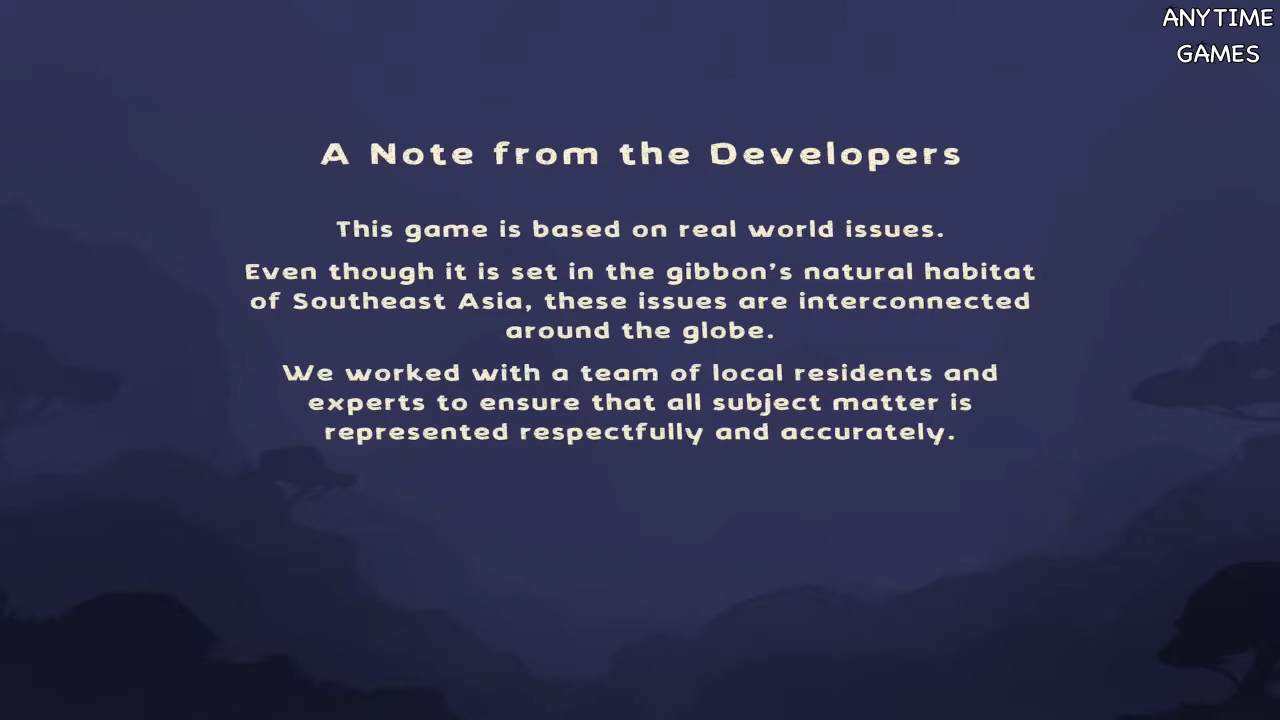 ANYTIME
GAMES
A Note from the Developers
This game is based on real world issues.
Even though it is set in the gibbon's natural habitat
of Southeast Asia, these issues are interconnected
around the globe.
We worked with a team of local residents and
experts to ensure that all subject matter is
represented respectfully and accurately.